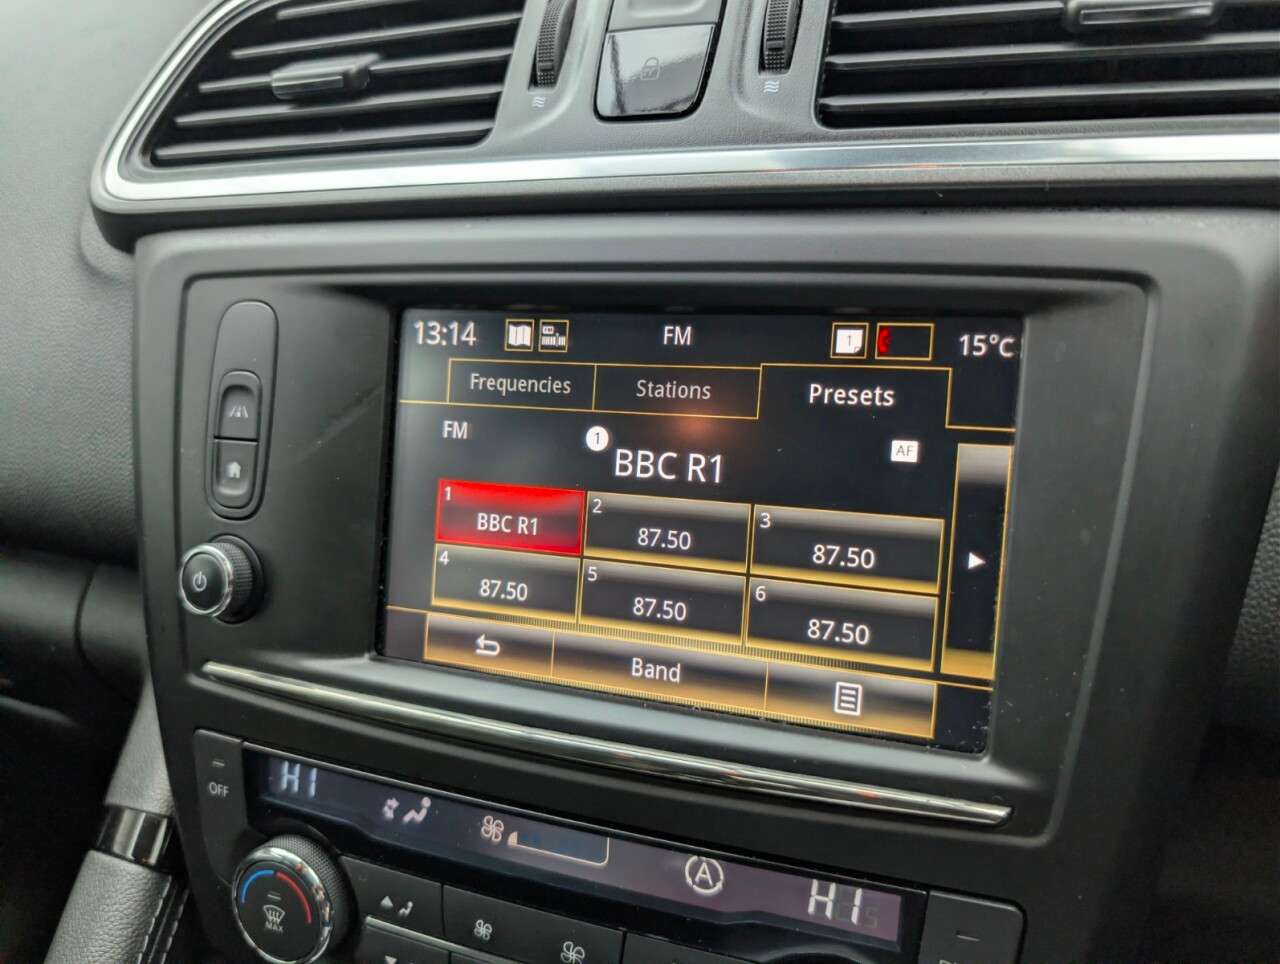 13:14 FM 1 15°C
Frequencies Stations Presets
FM 1 BBC R1 AF
1 BBC R1
2 87.50
3 87.50
4 87.50
5 87.50
6 87.50
Band
OFF
HI A HI
MAX